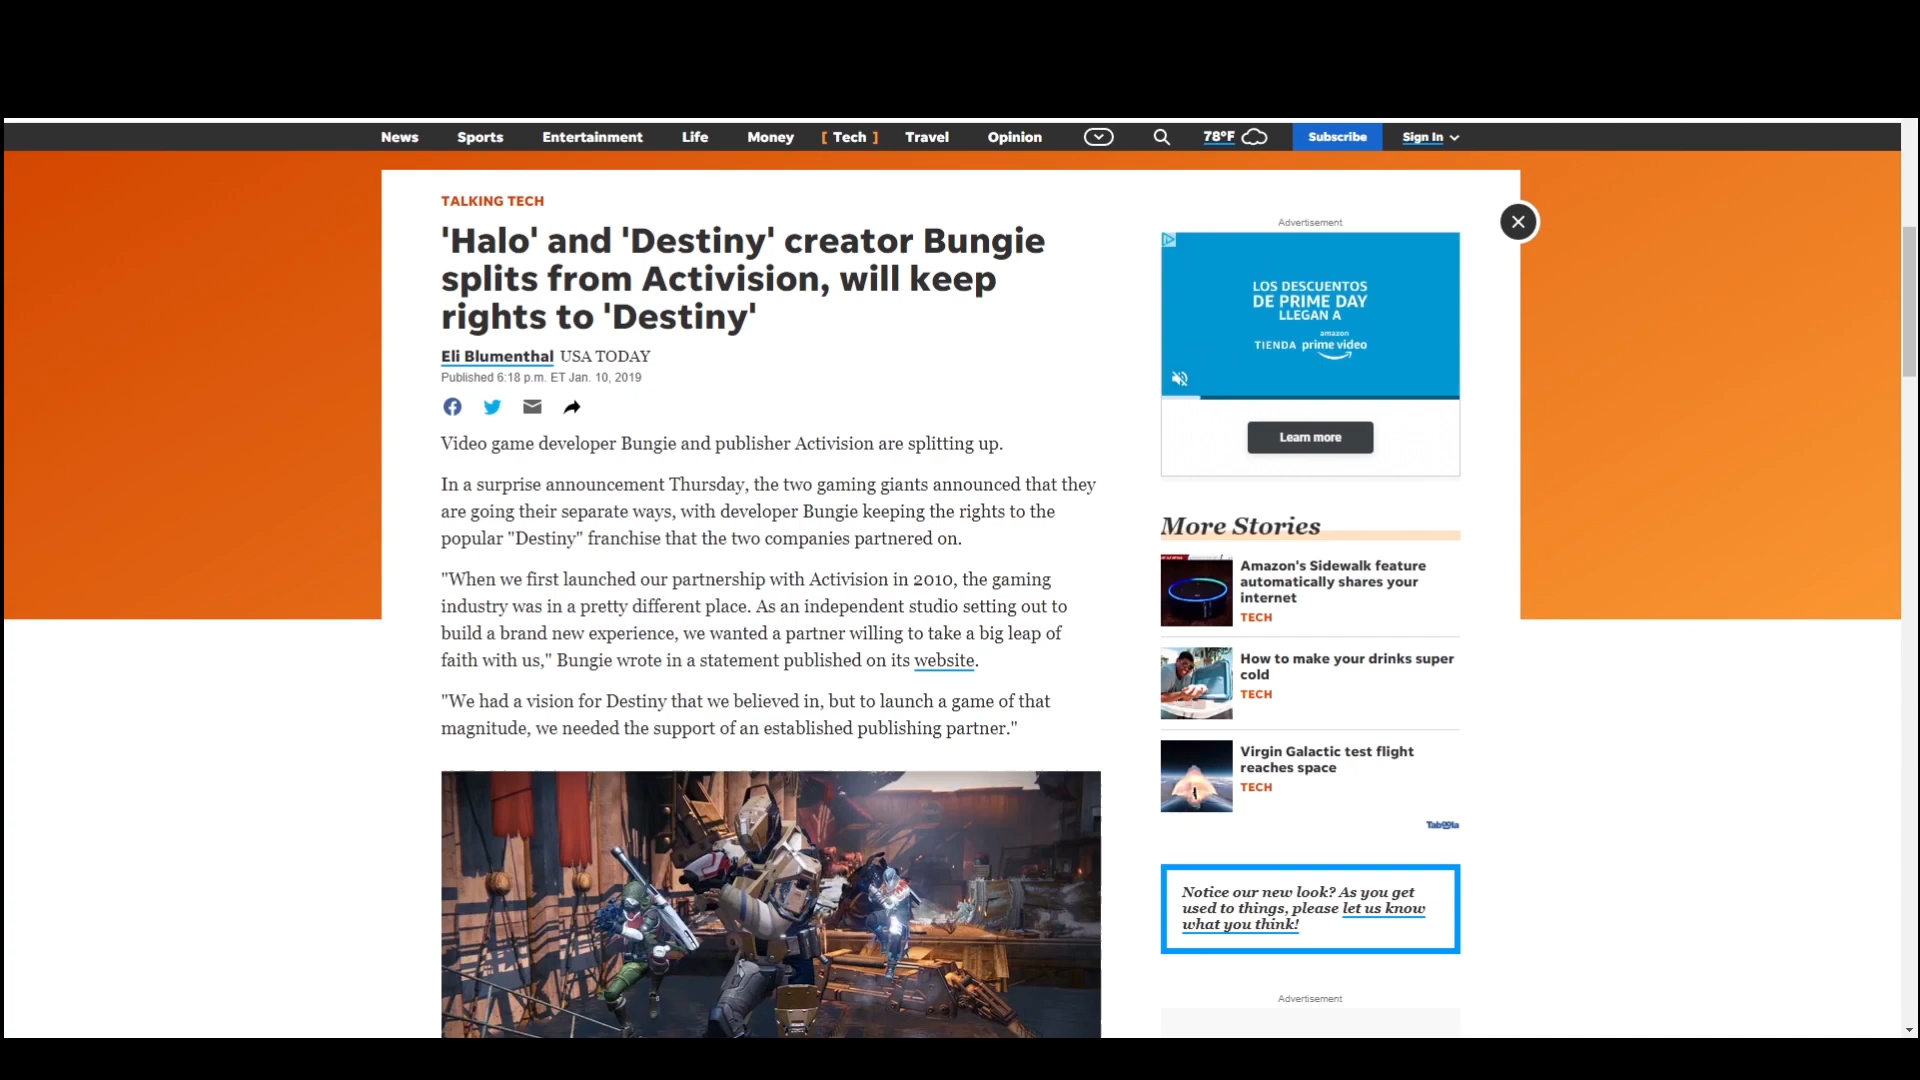 News Sports Entertainment Life Money [ Tech ] Travel Opinion 78°F Subscribe Sign In
TALKING TECH
'Halo' and 'Destiny' creator Bungie
splits from Activision, will keep
rights to 'Destiny'
Eli Blumenthal USA TODAY
Published 6:18 p.m. ET Jan. 10, 2019
Video game developer Bungie and publisher Activision are splitting up.
In a surprise announcement Thursday, the two gaming giants announced that they
are going their separate ways, with developer Bungie keeping the rights to the
popular "Destiny" franchise that the two companies partnered on.
"When we first launched our partnership with Activision in 2010, the gaming
industry was in a pretty different place. As an independent studio setting out to
build a brand new experience, we wanted a partner willing to take a big leap of
faith with us," Bungie wrote in a statement published on its website.
"We had a vision for Destiny that we believed in, but to launch a game of that
magnitude, we needed the support of an established publishing partner."
Advertisement
LOS DESCUENTOS
DE PRIME DAY
LLEGAN A
amazon
TIENDA prime video
Learn more
More Stories
Amazon's Sidewalk feature
automatically shares your
internet
TECH
How to make your drinks super
cold
TECH
Virgin Galactic test flight
reaches space
TECH
Taboola
Notice our new look? As you get
used to things, please let us know
what you think!
Advertisement